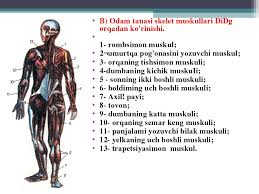 B) Odam tanasi skelet muskullari DiDg
orqadan ko'rinishi.
1- rombsimon muskul;
2-umurtqa pog'onasini yozuvchi muskul;
3- orqaning tishsimon muskuli;
4-dumbaning kichik muskuli;
5 - sonning ikki boshli muskuli;
6- boldiming uch boshli muskuli;
7- Axil! payi;
8- tovon;
9- dumbaning katta muskuli;
10- orqaning semar keng muskuli;
11- panjalami yozuvchi bilak muskuli;
12- yelkaning uch boshli muskuli;
13- trapetsiyasimon muskul.